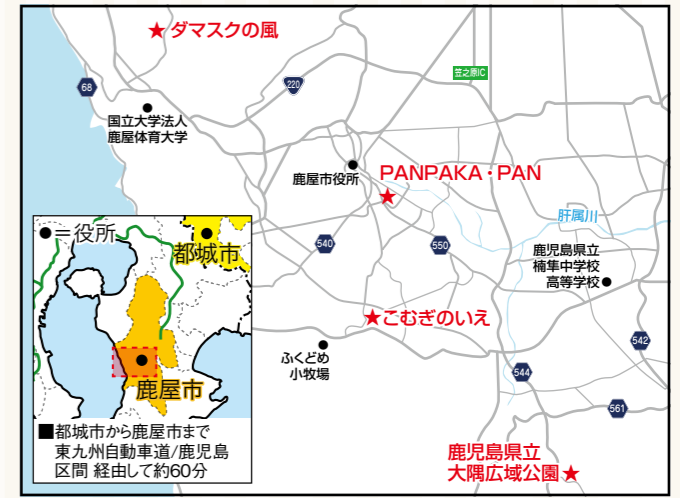 ダマスクの風
68
国立大学法人
鹿屋体育大学
220
笠之原IC
鹿屋市役所
PANPAKA・PAN
肝属川
540
550
鹿児島県立
楠隼中学校
高等学校
こむぎのいえ
ふくどめ
小牧場
542
544
561
鹿児島県立
大隅広域公園
●=役所
都城市
鹿屋市
■都城市から鹿屋市まで
東九州自動車道/鹿児島
区間 経由して約60分